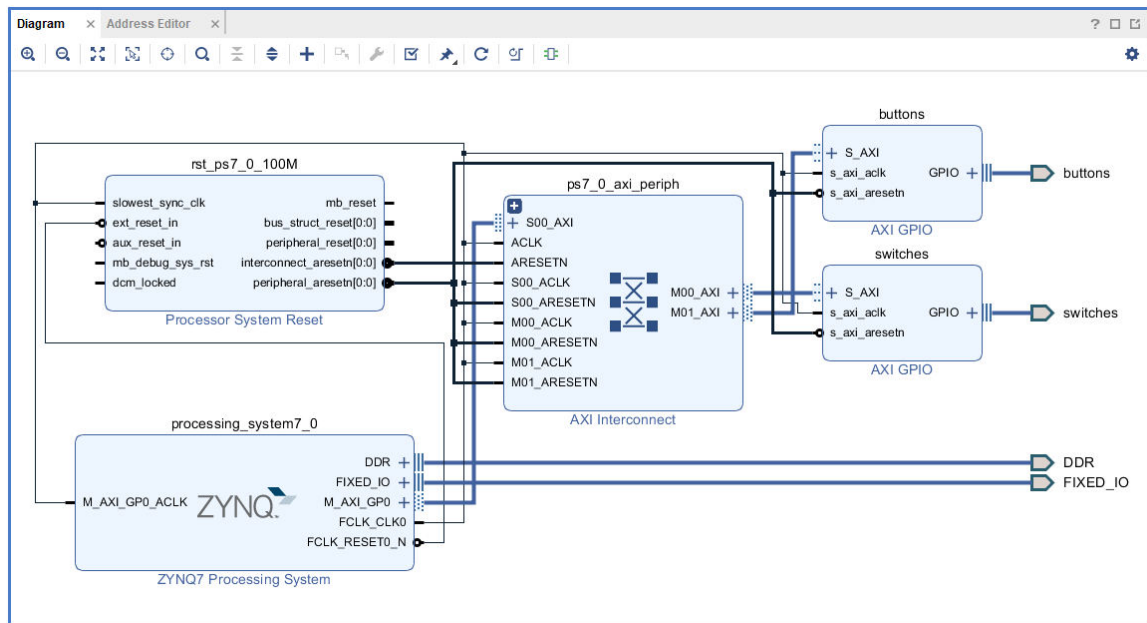 Diagram × Address Editor ×
?
buttons
S_AXI
s_axi_aclk
s_axi_aresetn
GPIO
AXI GPIO
buttons
rst_ps7_0_100M
slowest_sync_clk
ext_reset_in
aux_reset_in
mb_debug_sys_rst
dcm_locked
mb_reset
bus_struct_reset[0:0]
peripheral_reset[0:0]
interconnect_aresetn[0:0]
peripheral_aresetn[0:0]
Processor System Reset
ps7_0_axi_periph
S00_AXI
ACLK
ARESETN
S00_ACLK
S00_ARESETN
M00_ACLK
M00_ARESETN
M01_ACLK
M01_ARESETN
M00_AXI
M01_AXI
AXI Interconnect
switches
S_AXI
s_axi_aclk
s_axi_aresetn
GPIO
AXI GPIO
switches
processing_system7_0
M_AXI_GP0_ACLK
ZYNQ
DDR
FIXED_IO
M_AXI_GP0
FCLK_CLK0
FCLK_RESET0_N
ZYNQ7 Processing System
DDR
FIXED_IO